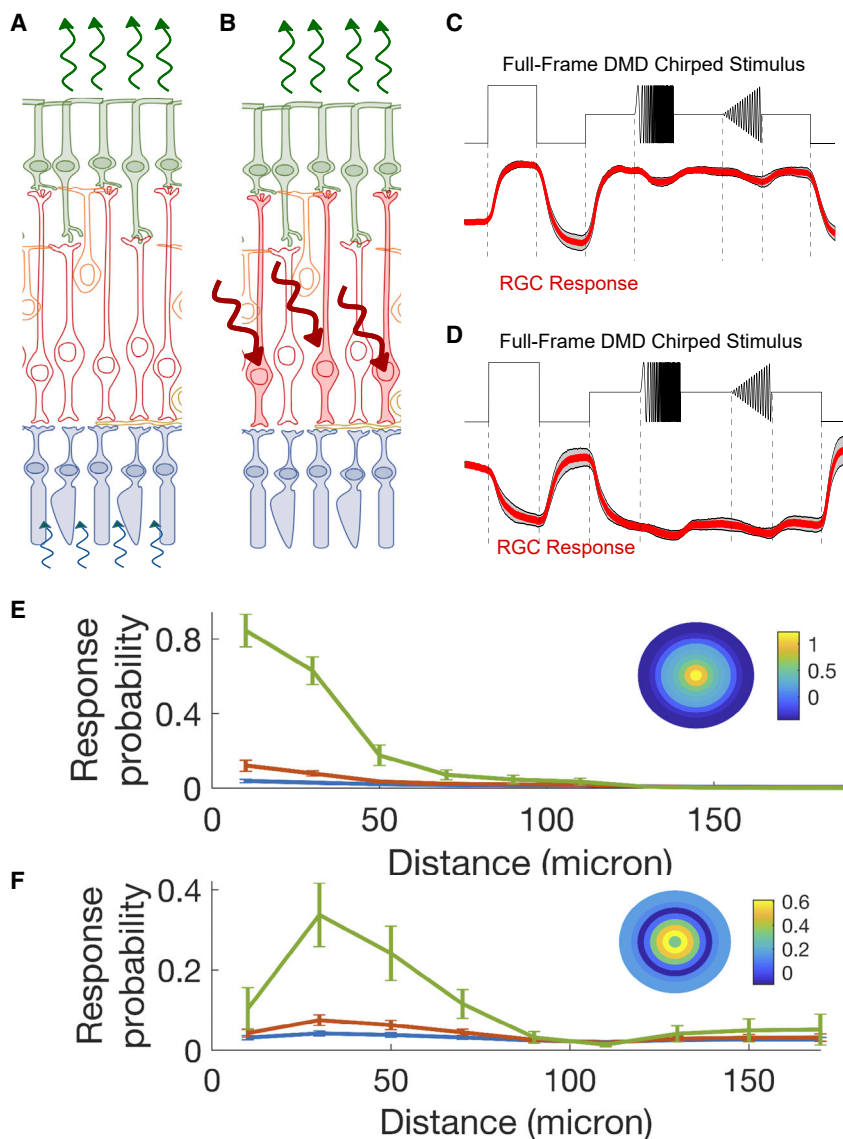 A
B
C
Full-Frame DMD Chirped Stimulus
RGC Response
D
Full-Frame DMD Chirped Stimulus
RGC Response
E
Response
probability
0.8
0.4
0
0
50
100
150
Distance (micron)
1
0.5
0
F
Response
probability
0.4
0.2
0
0
50
100
150
Distance (micron)
0.6
0.4
0.2
0